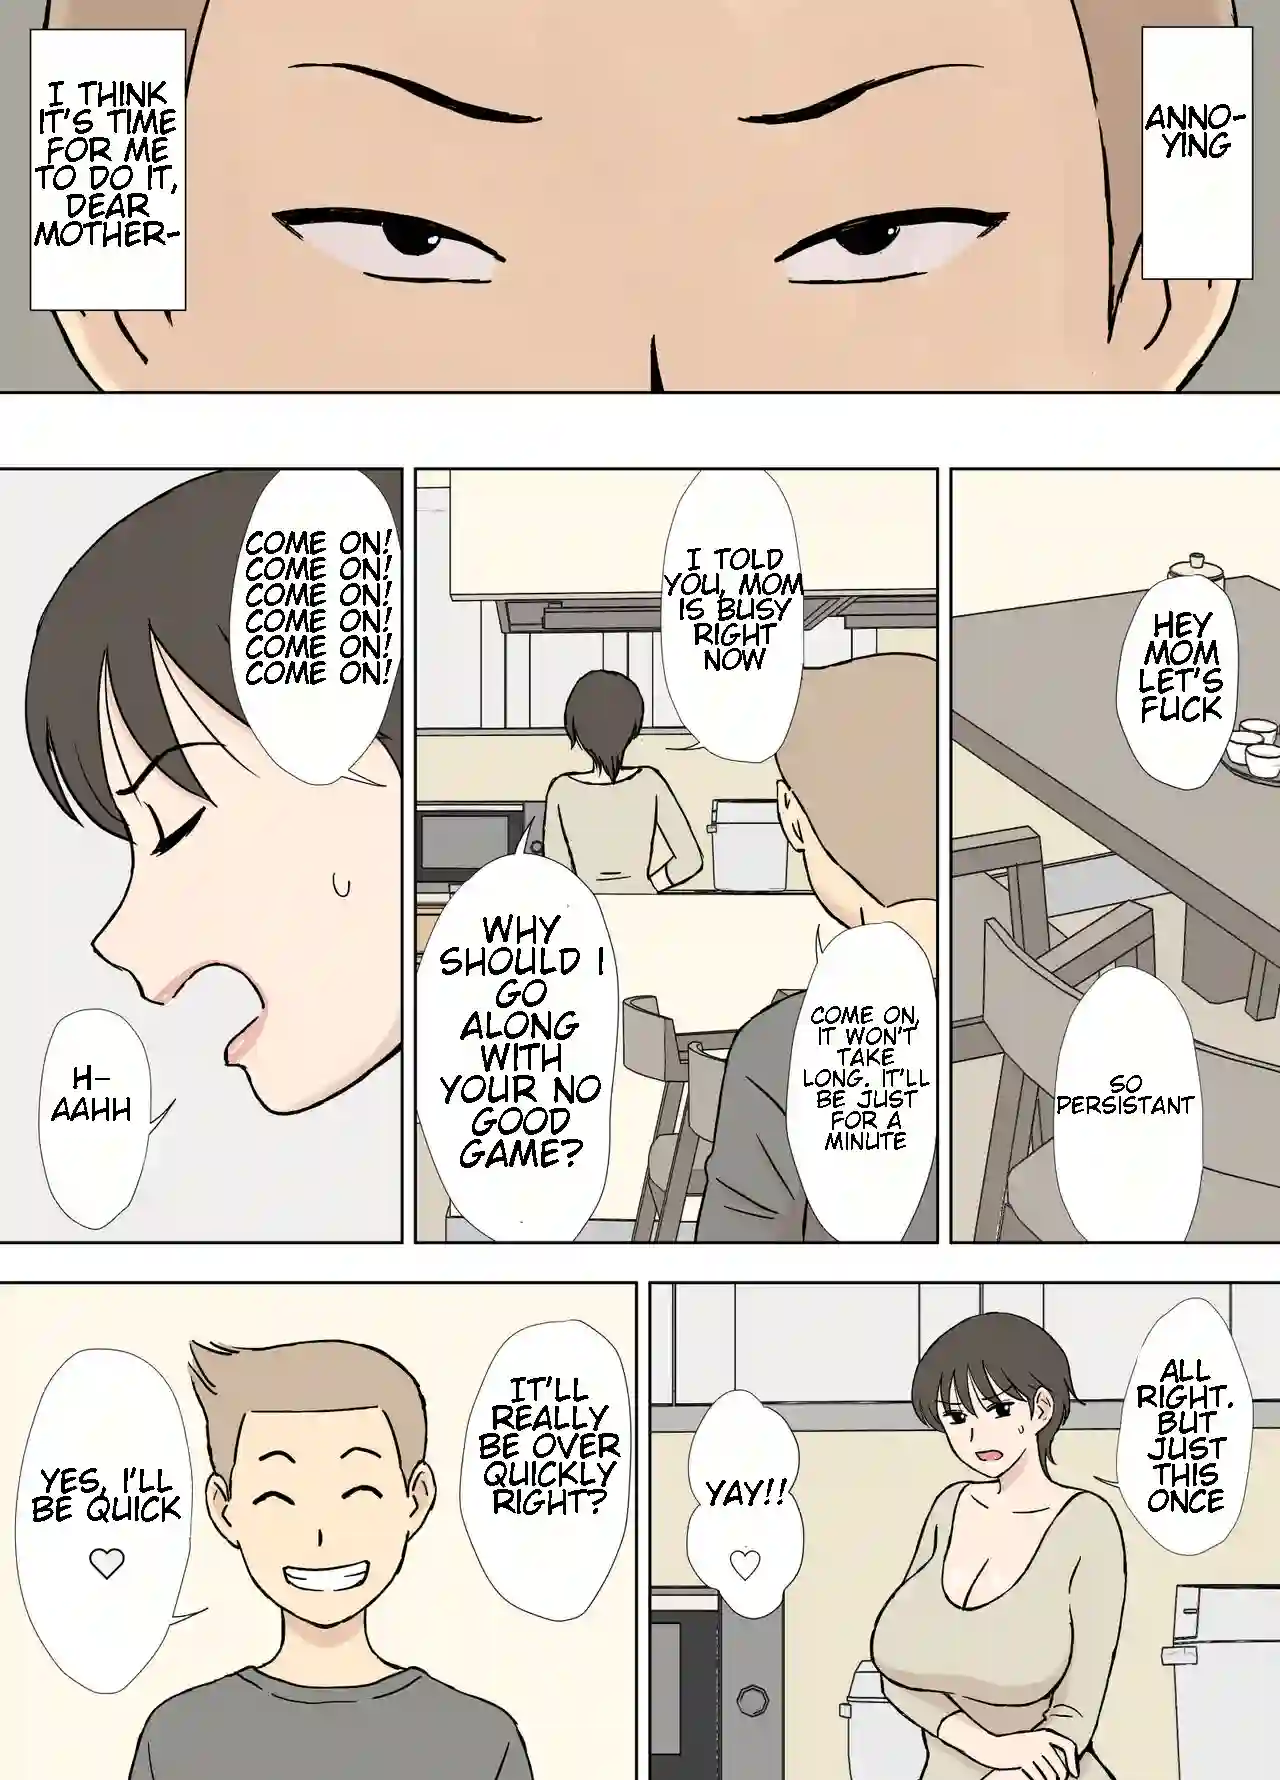 ANNO-
YING
I THINK
IT'S TIME
FOR ME
TO DO IT,
DEAR
MOTHER-
HEY
MOM
LET'S
FUCK
SO
PERSISTANT
I TOLD
YOU, MOM
IS BUSY
RIGHT
NOW
COME ON,
IT WON'T
TAKE
LONG. IT'LL
BE JUST
FOR A
MINUTE
WHY
SHOULD I
GO
ALONG
WITH
YOUR NO
GOOD
GAME?
COME ON!
COME ON!
COME ON!
COME ON!
COME ON!
COME ON!
H-
AAHH
ALL
RIGHT.
BUT
JUST
THIS
ONCE
YAY!!
♡
IT'LL
REALLY
BE OVER
QUICKLY
RIGHT?
YES, I'LL
BE QUICK
♡